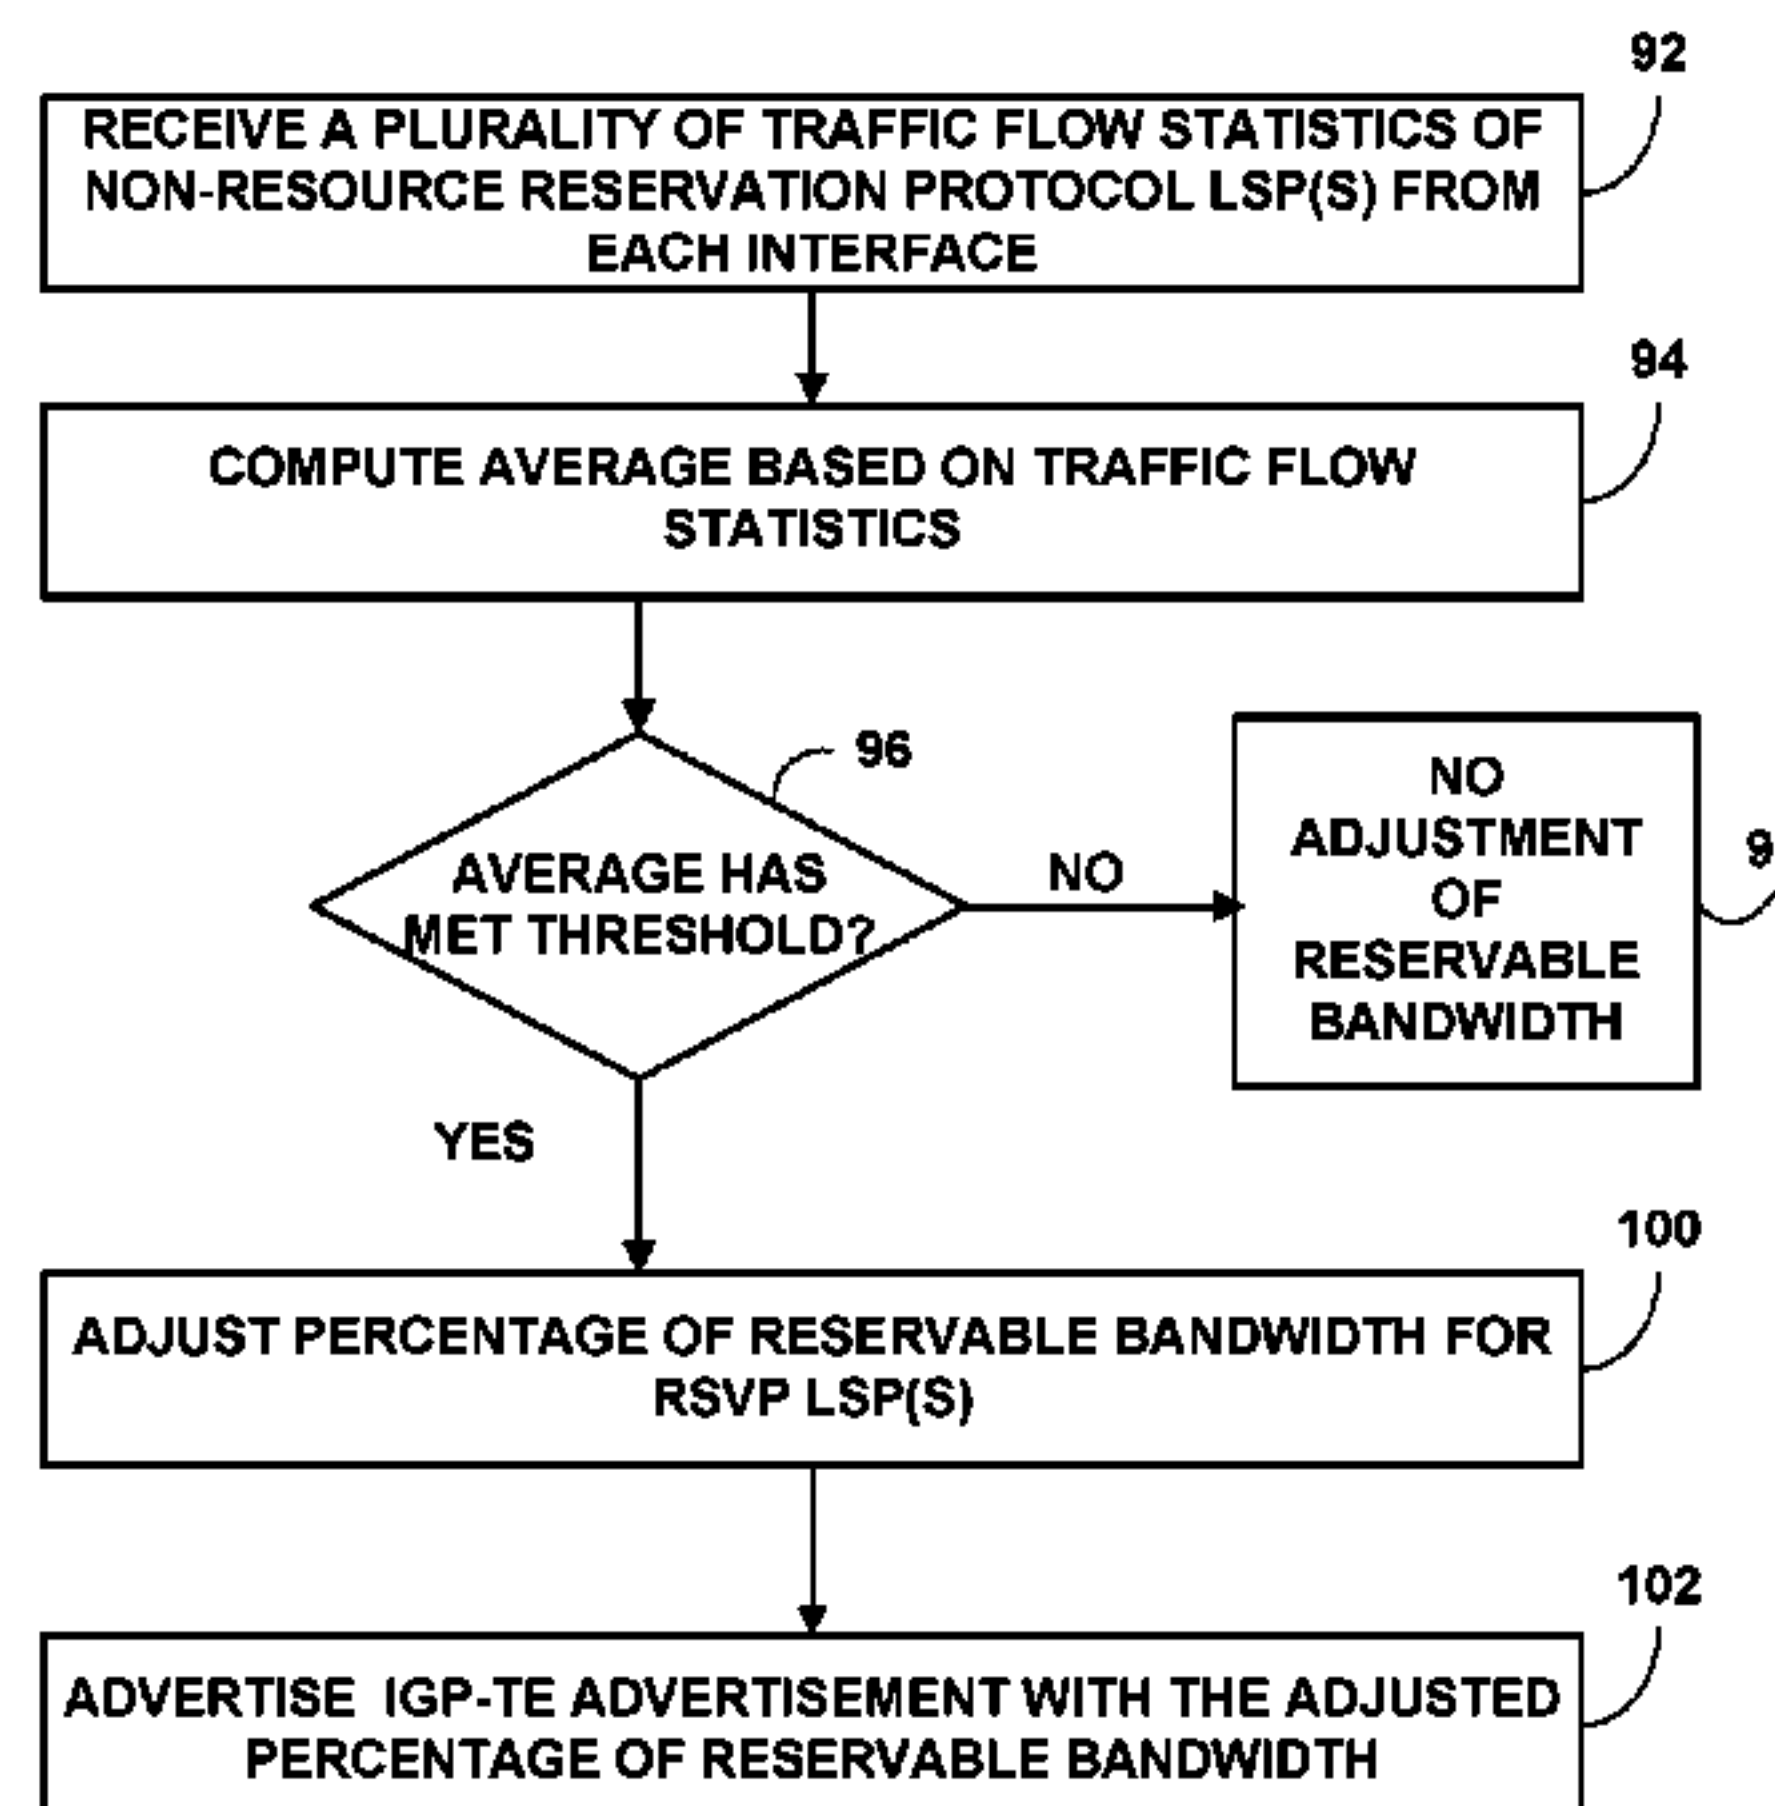 92
RECEIVE A PLURALITY OF TRAFFIC FLOW STATISTICS OF
NON-RESOURCE RESERVATION PROTOCOL LSP(S) FROM
EACH INTERFACE
94
COMPUTE AVERAGE BASED ON TRAFFIC FLOW
STATISTICS
96
AVERAGE HAS
MET THRESHOLD?
NO
NO
ADJUSTMENT
OF
RESERVABLE
BANDWIDTH
9
YES
100
ADJUST PERCENTAGE OF RESERVABLE BANDWIDTH FOR
RSVP LSP(S)
102
ADVERTISE IGP-TE ADVERTISEMENT WITH THE ADJUSTED
PERCENTAGE OF RESERVABLE BANDWIDTH